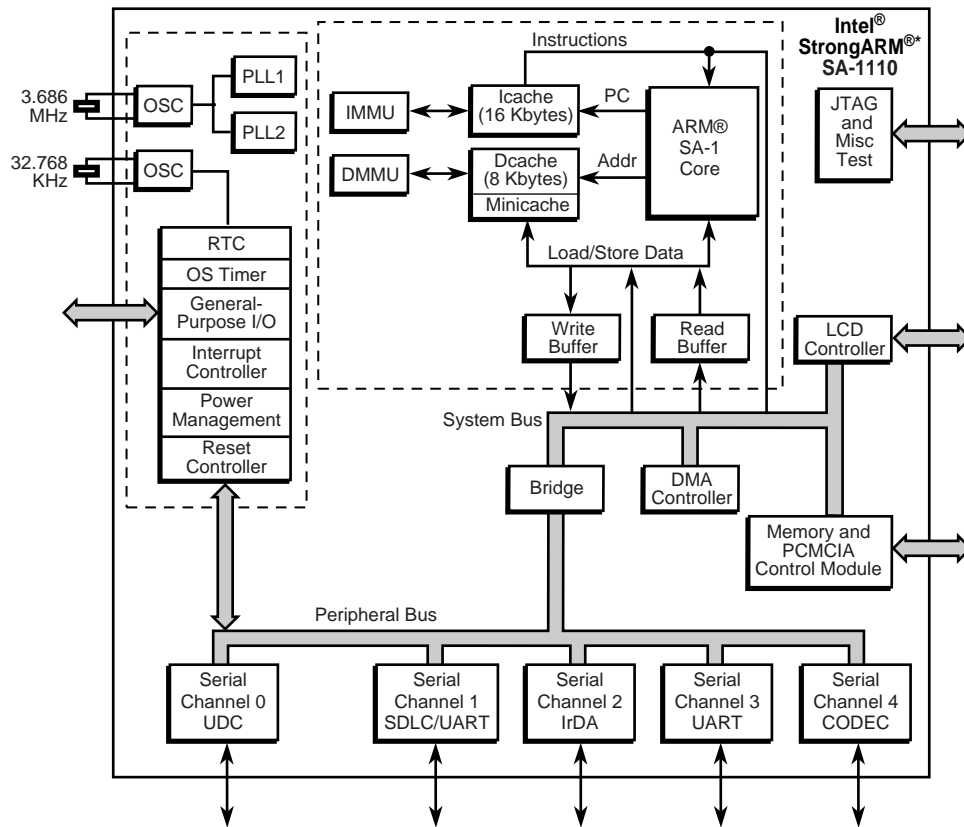 Intel®
StrongARM®*
SA-1110
Instructions
3.686
MHz
OSC
PLL1
PLL2
32.768
KHz
OSC
IMMU
Icache
(16 Kbytes)
PC
ARM®
SA-1
Core
JTAG
and
Misc
Test
DMMU
Dcache
(8 Kbytes)
Minicache
Addr
RTC
OS Timer
General-
Purpose I/O
Interrupt
Controller
Power
Management
Reset
Controller
Load/Store Data
Write
Buffer
Read
Buffer
LCD
Controller
System Bus
Bridge
DMA
Controller
Memory and
PCMCIA
Control Module
Peripheral Bus
Serial
Channel 0
UDC
Serial
Channel 1
SDLC/UART
Serial
Channel 2
IrDA
Serial
Channel 3
UART
Serial
Channel 4
CODEC